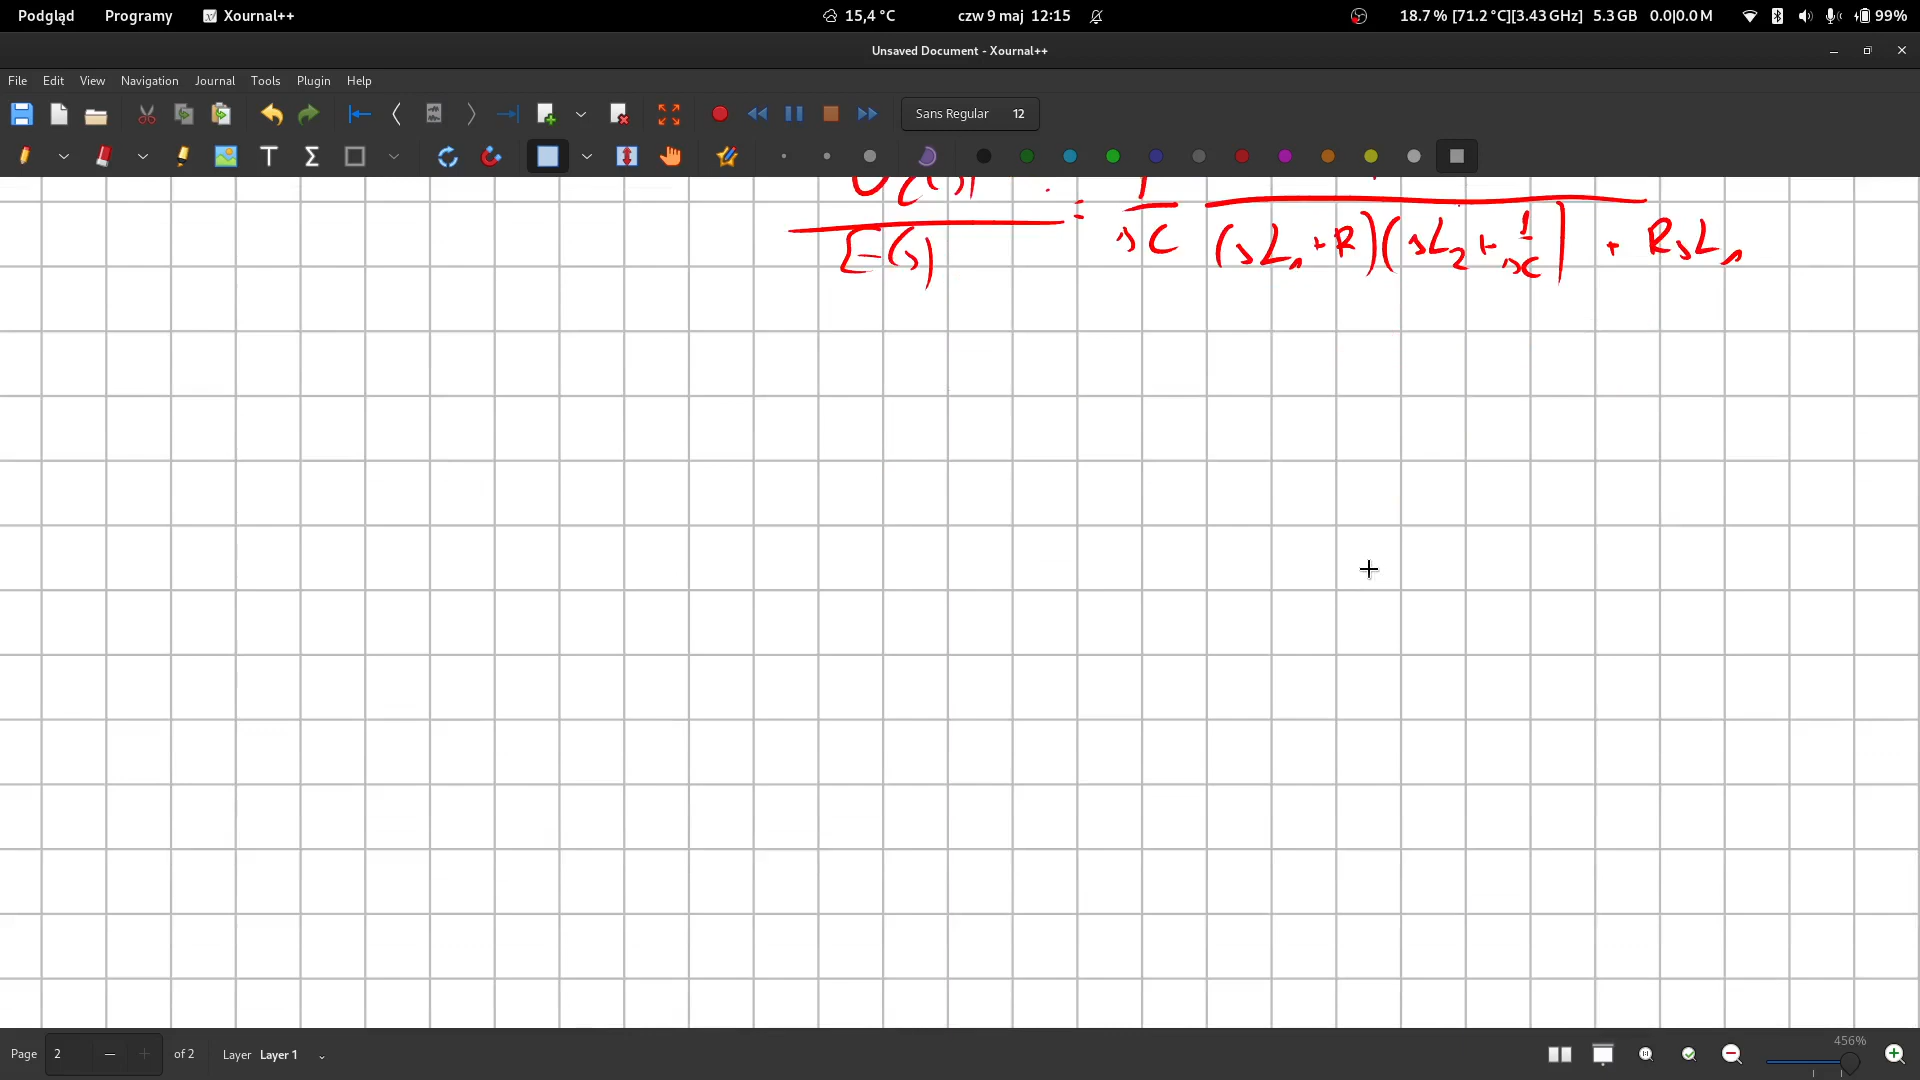 Podgląd Programy Xournal++ 15,4 °C czw 9 maj 12:15 18.7 % [71.2 °C][3.43 GHz] 5.3 GB 0.0|0.0 M 99%
Unsaved Document - Xournal++
File Edit View Navigation Journal Tools Plugin Help
Sans Regular 12
T Σ
U_C(s) / E(s) = 1/sC · 1 / (sL₁+R)(sL₂+1/sC) + RsL₁
Page 2 of 2 Layer Layer 1 456%